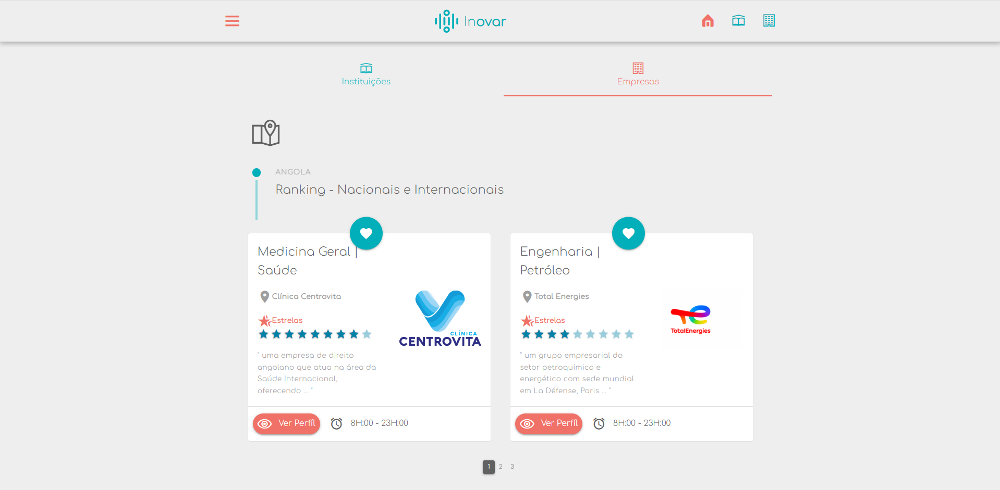 Inovar
Instituições
Empresas
ANGOLA
Ranking - Nacionais e Internacionais
Medicina Geral |
Saúde
Clínica Centrovita
Estrelas
CLÍNICA
CENTROVITA
" uma empresa de direito
angolano que atua na área da
Saúde Internacional,
oferecendo ... "
Ver Perfíl
8H:00 - 23H:00
Engenharia |
Petróleo
Total Energies
Estrelas
TotalEnergies
" um grupo empresarial do
setor petroquímico e
energético com sede mundial
em La Défense, Paris ... "
Ver Perfíl
8H:00 - 23H:00
1 2 3